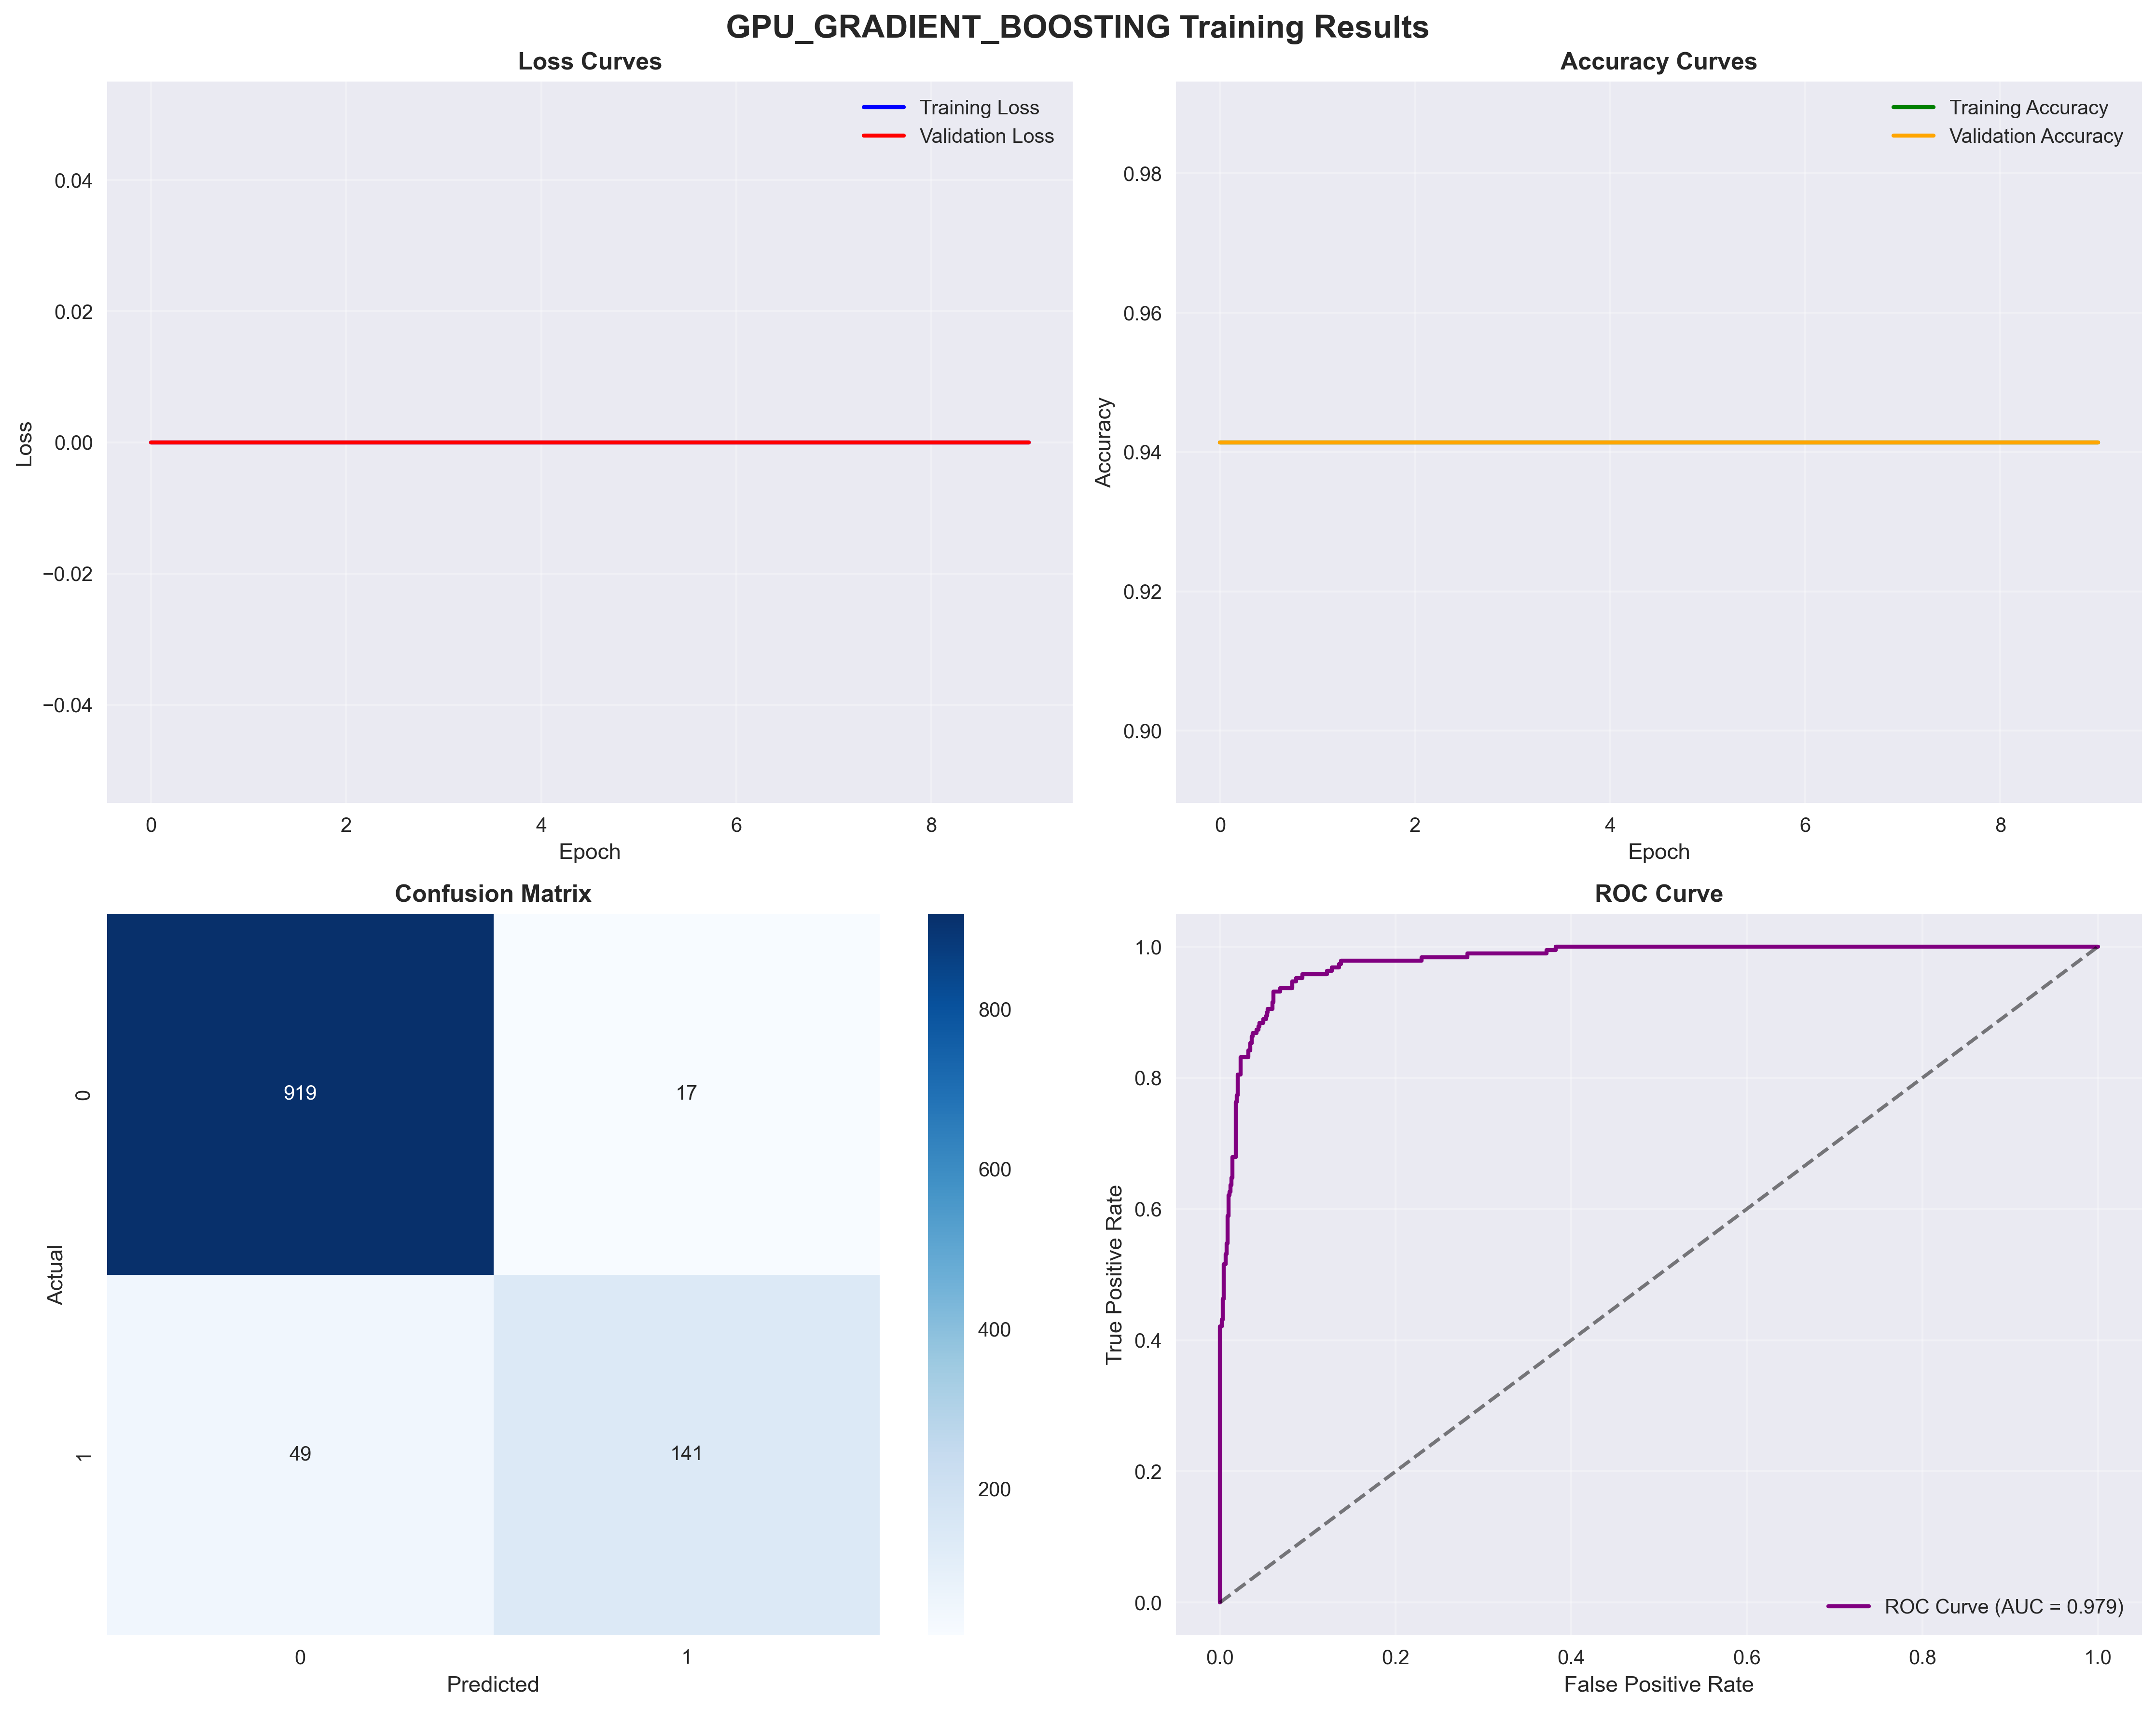 GPU_GRADIENT_BOOSTING Training Results
Loss Curves
Training Loss
Validation Loss
0.04
0.02
0.00
−0.02
−0.04
Loss
0 2 4 6 8
Epoch
Accuracy Curves
Training Accuracy
Validation Accuracy
0.98
0.96
0.94
0.92
0.90
Accuracy
0 2 4 6 8
Epoch
Confusion Matrix
919 17
49 141
0
1
Actual
0 1
Predicted
800
600
400
200
ROC Curve
1.0
0.8
0.6
0.4
0.2
0.0
True Positive Rate
ROC Curve (AUC = 0.979)
0.0 0.2 0.4 0.6 0.8 1.0
False Positive Rate